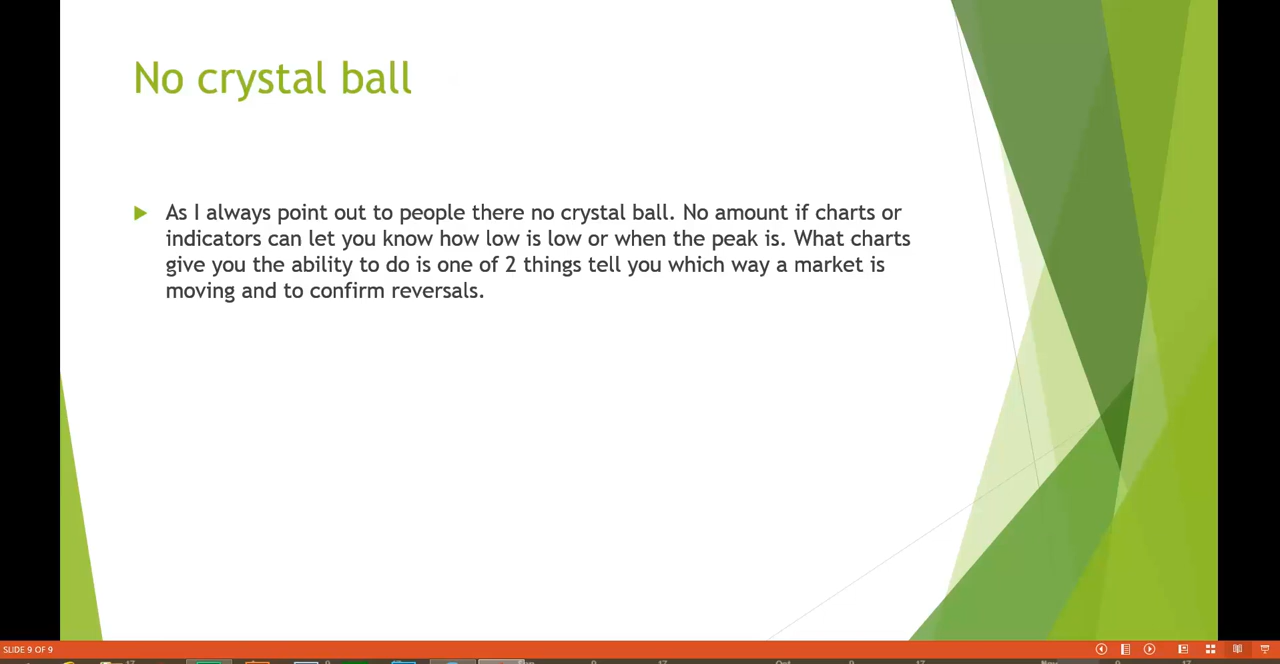 No crystal ball
As I always point out to people there no crystal ball. No amount if charts or
indicators can let you know how low is low or when the peak is. What charts
give you the ability to do is one of 2 things tell you which way a market is
moving and to confirm reversals.
SLIDE 9 OF 9